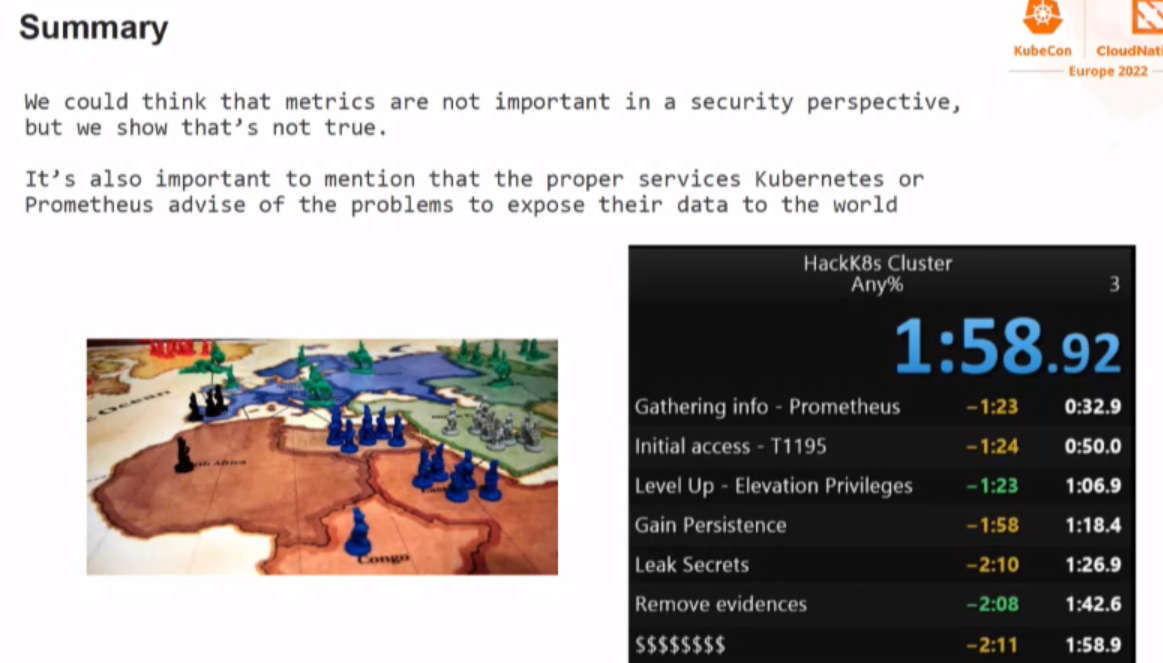 Summary
KubeCon
CloudNati
Europe 2022
We could think that metrics are not important in a security perspective,
but we show that’s not true.
It’s also important to mention that the proper services Kubernetes or
Prometheus advise of the problems to expose their data to the world
Ocean
Congo
HackK8s Cluster
Any%
3
1:58.92
Gathering info - Prometheus -1:23 0:32.9
Initial access - T1195 -1:24 0:50.0
Level Up - Elevation Privileges -1:23 1:06.9
Gain Persistence -1:58 1:18.4
Leak Secrets -2:10 1:26.9
Remove evidences -2:08 1:42.6
$$$$$$$$ -2:11 1:58.9